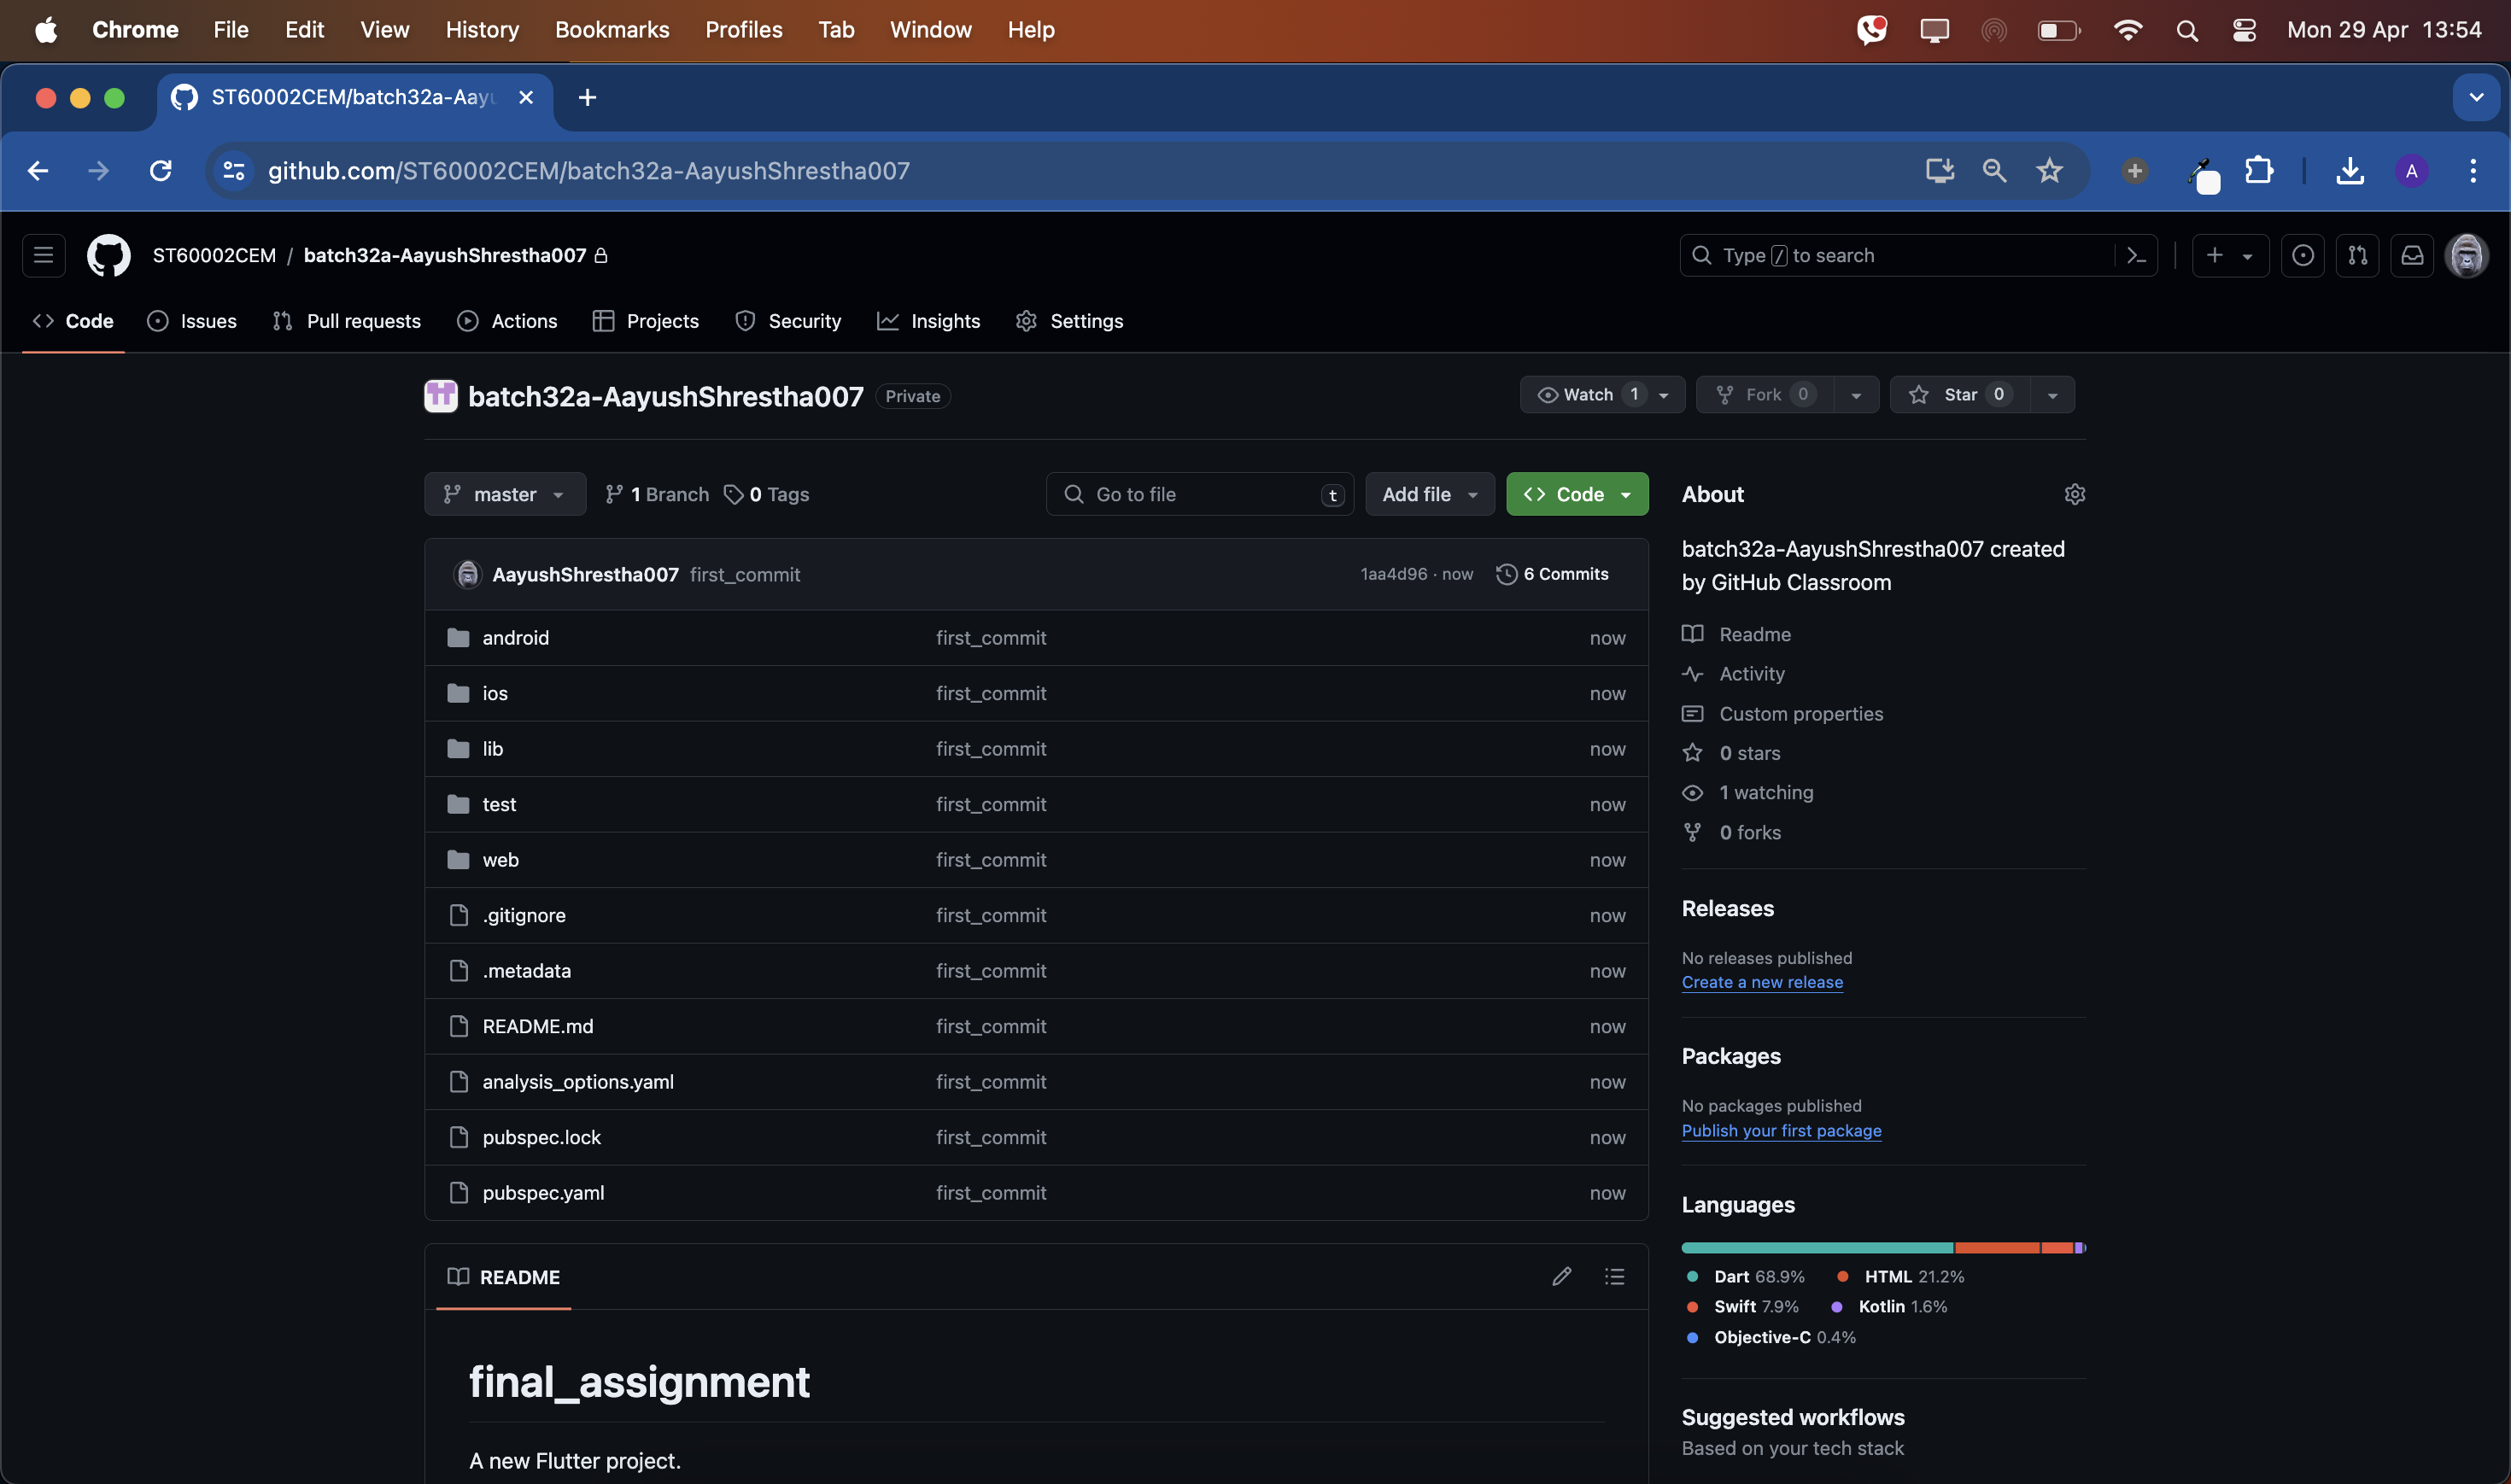 Chrome File Edit View History Bookmarks Profiles Tab Window Help Mon 29 Apr 13:54
ST60002CEM/batch32a-Aayu
github.com/ST60002CEM/batch32a-AayushShrestha007 A
ST60002CEM / batch32a-AayushShrestha007 Type / to search
Code Issues Pull requests Actions Projects Security Insights Settings
batch32a-AayushShrestha007 Private Watch 1 Fork 0 Star 0
master 1 Branch 0 Tags Go to file t Add file Code
AayushShrestha007 first_commit 1aa4d96 · now 6 Commits
android first_commit now
ios first_commit now
lib first_commit now
test first_commit now
web first_commit now
.gitignore first_commit now
.metadata first_commit now
README.md first_commit now
analysis_options.yaml first_commit now
pubspec.lock first_commit now
pubspec.yaml first_commit now
README
final_assignment
A new Flutter project.
About
batch32a-AayushShrestha007 created
by GitHub Classroom
Readme
Activity
Custom properties
0 stars
1 watching
0 forks
Releases
No releases published
Create a new release
Packages
No packages published
Publish your first package
Languages
Dart 68.9% HTML 21.2%
Swift 7.9% Kotlin 1.6%
Objective-C 0.4%
Suggested workflows
Based on your tech stack